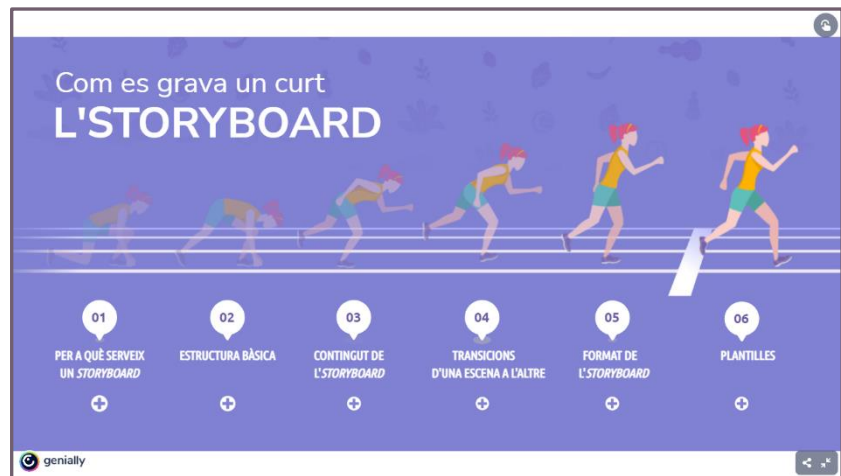 Com es grava un curt
L'STORYBOARD
01
PER A QUÈ SERVEIX
UN STORYBOARD
02
ESTRUCTURA BÀSICA
03
CONTINGUT DE
L'STORYBOARD
04
TRANSICIONS
D'UNA ESCENA A L'ALTRE
05
FORMAT DE
L'STORYBOARD
06
PLANTILLES
genially